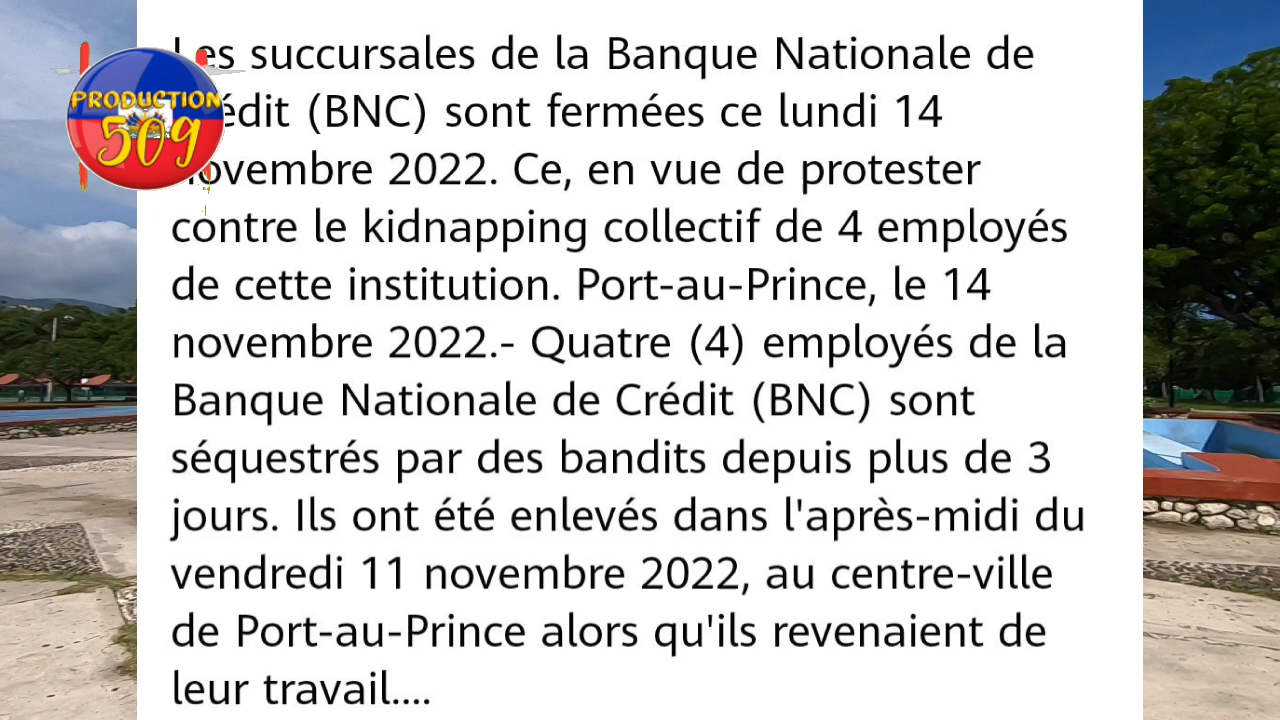 PRODUCTION
509
Les succursales de la Banque Nationale de
Crédit (BNC) sont fermées ce lundi 14
novembre 2022. Ce, en vue de protester
contre le kidnapping collectif de 4 employés
de cette institution. Port-au-Prince, le 14
novembre 2022.- Quatre (4) employés de la
Banque Nationale de Crédit (BNC) sont
séquestrés par des bandits depuis plus de 3
jours. Ils ont été enlevés dans l'après-midi du
vendredi 11 novembre 2022, au centre-ville
de Port-au-Prince alors qu'ils revenaient de
leur travail....